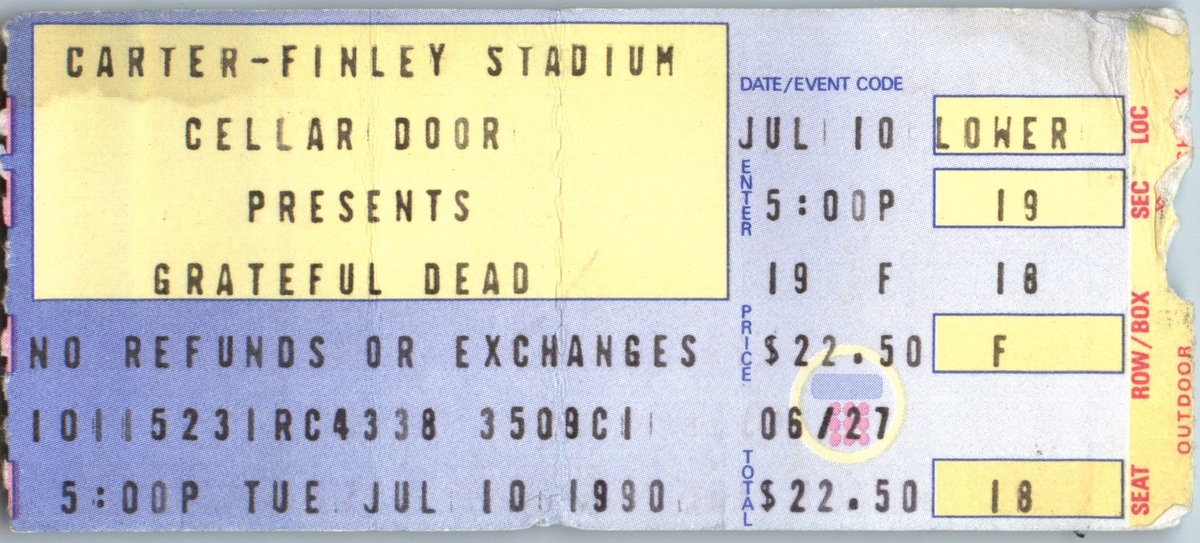 CARTER-FINLEY STADIUM
CELLAR DOOR
PRESENTS
GRATEFUL DEAD
NO REFUNDS OR EXCHANGES
10115231RC4338 3509C1
5:00P TUE JUL 10 1990
DATE/EVENT CODE
JUL 10
ENTER
5:00P
19 F 18
PRICE
$22.50
06/27
TOTAL
$22.50
LOWER
LOC
19
SEC
F
ROW/BOX
18
SEAT
OUTDOOR